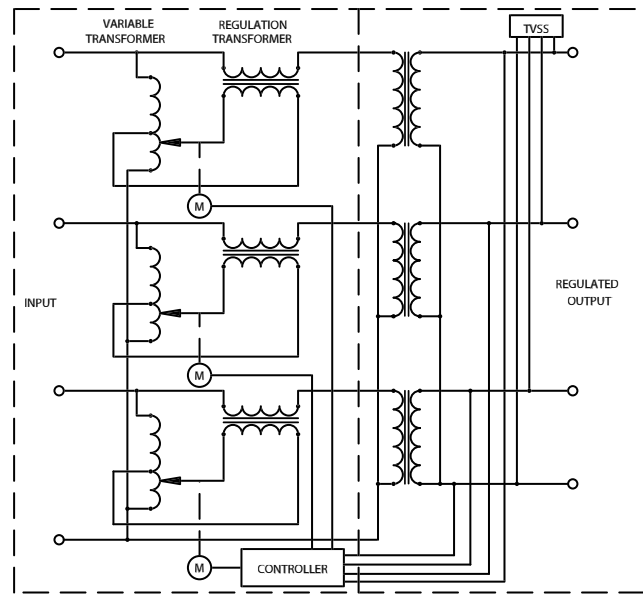 VARIABLE
TRANSFORMER
REGULATION
TRANSFORMER
TVSS
M
INPUT
REGULATED
OUTPUT
M
M
CONTROLLER